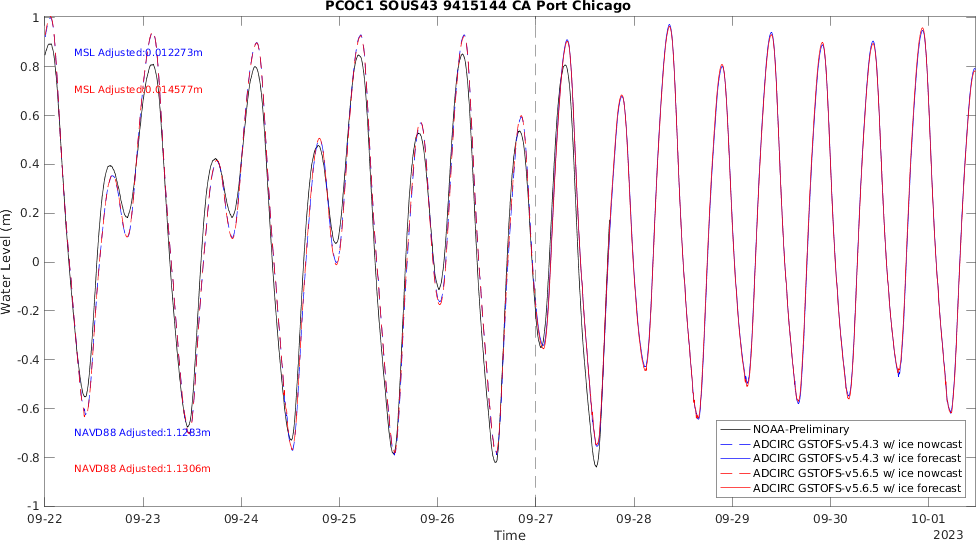 PCOC1 SOUS43 9415144 CA Port Chicago
1
0.8
0.6
0.4
0.2
0
-0.2
-0.4
-0.6
-0.8
-1
Water Level (m)
MSL Adjusted:0.012273m
MSL Adjusted:0.014577m
NAVD88 Adjusted:1.1283m
NAVD88 Adjusted:1.1306m
NOAA-Preliminary
ADCIRC GSTOFS-v5.4.3 w/ ice nowcast
ADCIRC GSTOFS-v5.4.3 w/ ice forecast
ADCIRC GSTOFS-v5.6.5 w/ ice nowcast
ADCIRC GSTOFS-v5.6.5 w/ ice forecast
09-22 09-23 09-24 09-25 09-26 09-27 09-28 09-29 09-30 10-01
2023
Time